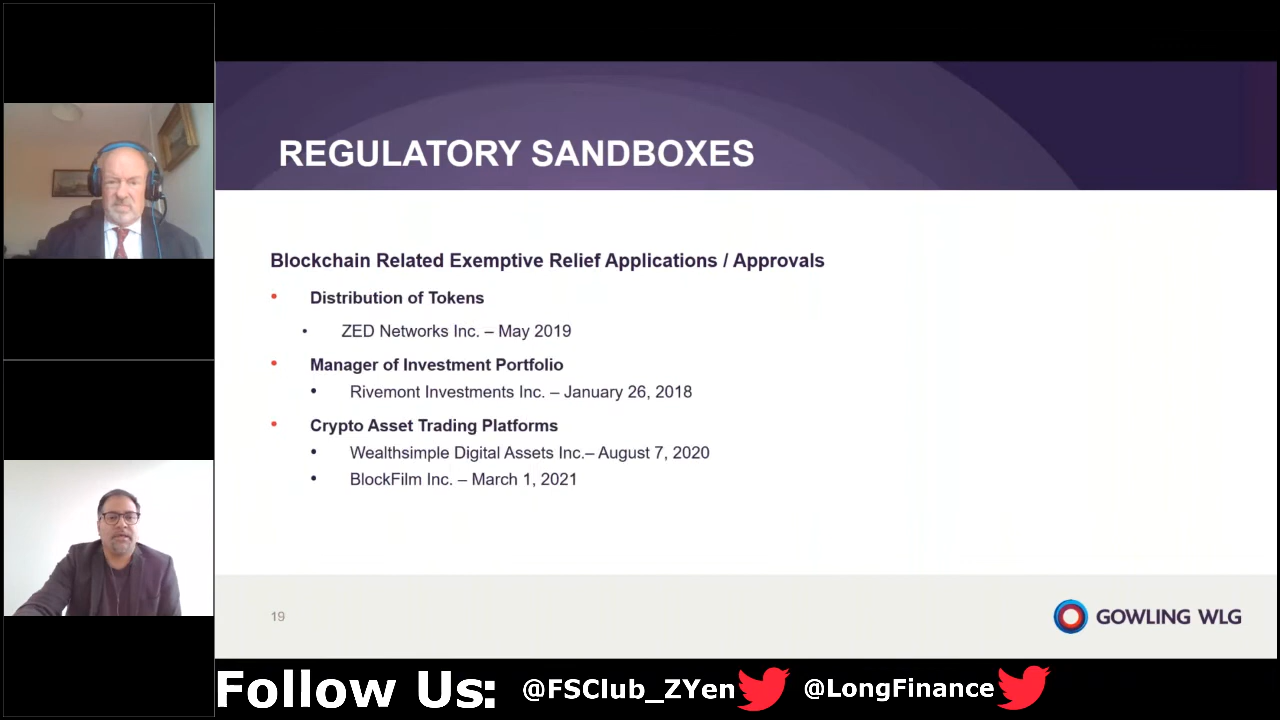 REGULATORY SANDBOXES
Blockchain Related Exemptive Relief Applications / Approvals
• Distribution of Tokens
• ZED Networks Inc. – May 2019
• Manager of Investment Portfolio
• Rivemont Investments Inc. – January 26, 2018
• Crypto Asset Trading Platforms
• Wealthsimple Digital Assets Inc.– August 7, 2020
• BlockFilm Inc. – March 1, 2021
19
GOWLING WLG
Follow Us: @FSClub_ZYen @LongFinance